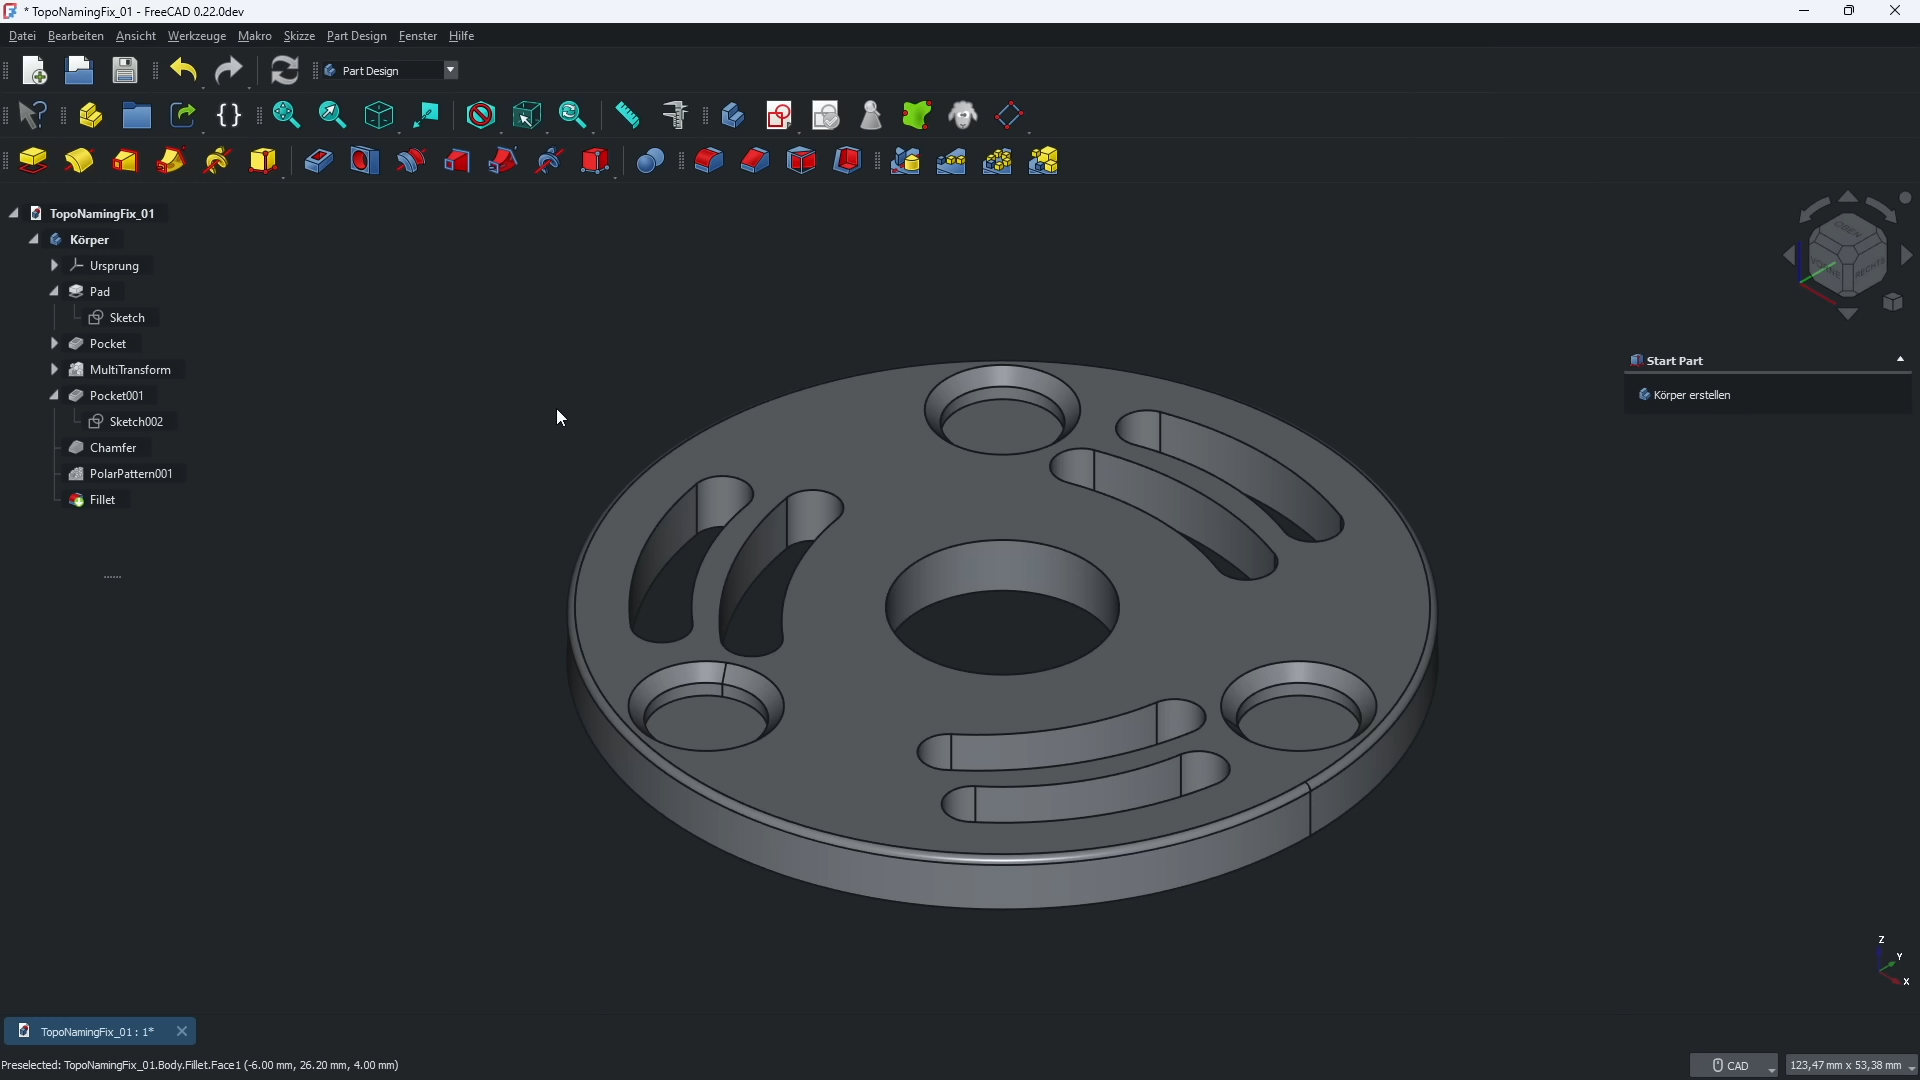 * TopoNamingFix_01 - FreeCAD 0.22.0dev
Datei Bearbeiten Ansicht Werkzeuge Makro Skizze Part Design Fenster Hilfe
Part Design
TopoNamingFix_01
Körper
Ursprung
Pad
Sketch
Pocket
MultiTransform
Pocket001
Sketch002
Chamfer
PolarPattern001
Fillet
OBEN
RECHTS
Start Part
Körper erstellen
Z
Y
X
TopoNamingFix_01 : 1*
Preselected: TopoNamingFix_01.Body.Fillet.Face1 (-6.00 mm, 26.20 mm, 4.00 mm)
CAD
123,47 mm x 53,38 mm